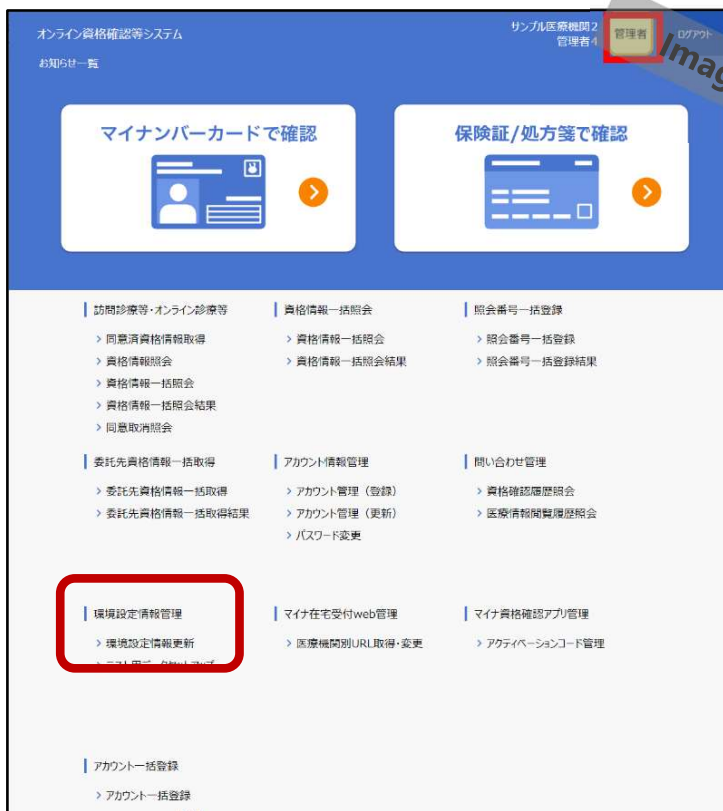 オンライン資格確認等システム
サンプル医療機関2
管理者4
管理者
ログアウト
Imag
お知らせ一覧
マイナンバーカードで確認
保険証/処方箋で確認
訪問診療等・オンライン診療等
> 同意済資格情報取得
> 資格情報照会
> 資格情報一括照会
> 資格情報一括照会結果
> 同意取消照会
資格情報一括照会
> 資格情報一括照会
> 資格情報一括照会結果
照会番号一括登録
> 照会番号一括登録
> 照会番号一括登録結果
委託先資格情報一括取得
> 委託先資格情報一括取得
> 委託先資格情報一括取得結果
アカウント情報管理
> アカウント管理（登録）
> アカウント管理（更新）
> パスワード変更
問い合わせ管理
> 資格確認履歴照会
> 医療情報閲覧履歴照会
環境設定情報管理
> 環境設定情報更新
> テスト用データセットアップ
マイナ在宅受付web管理
> 医療機関別URL取得・変更
マイナ資格確認アプリ管理
> アクティベーションコード管理
アカウント一括登録
> アカウント一括登録